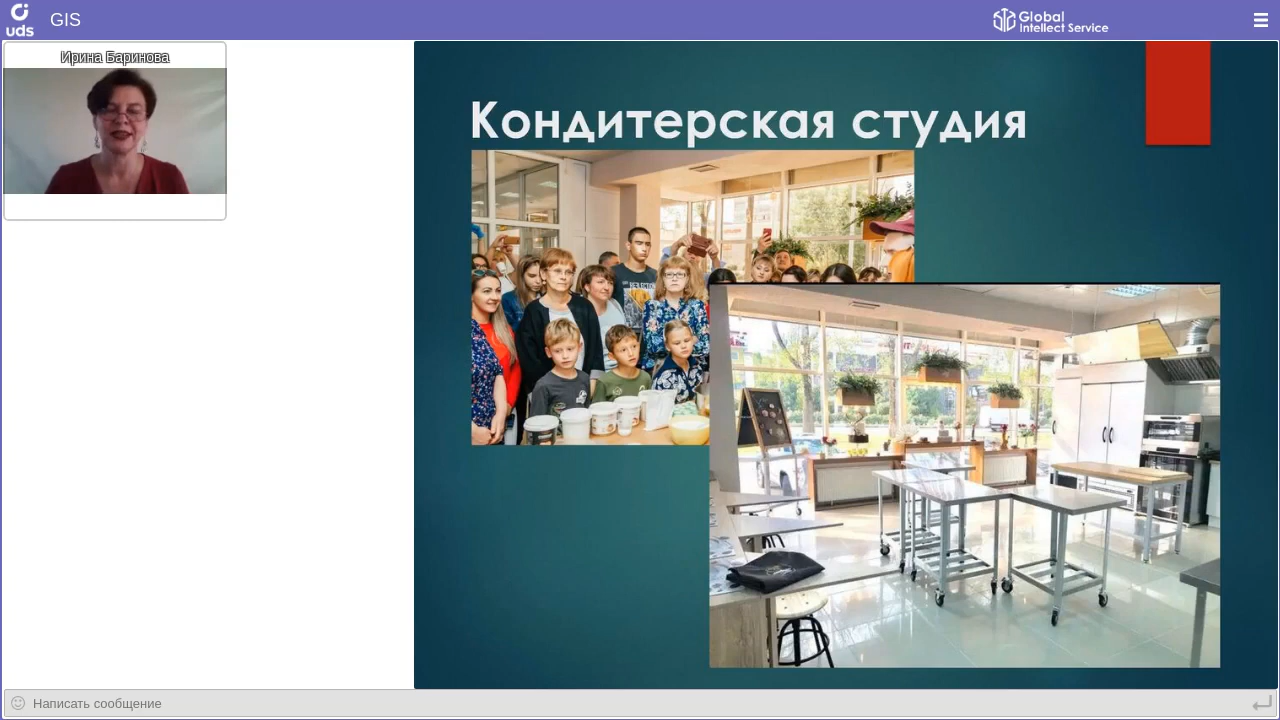 uds
GIS
Global
Intellect Service
Ирина Баринова
Кондитерская студия
Написать сообщение